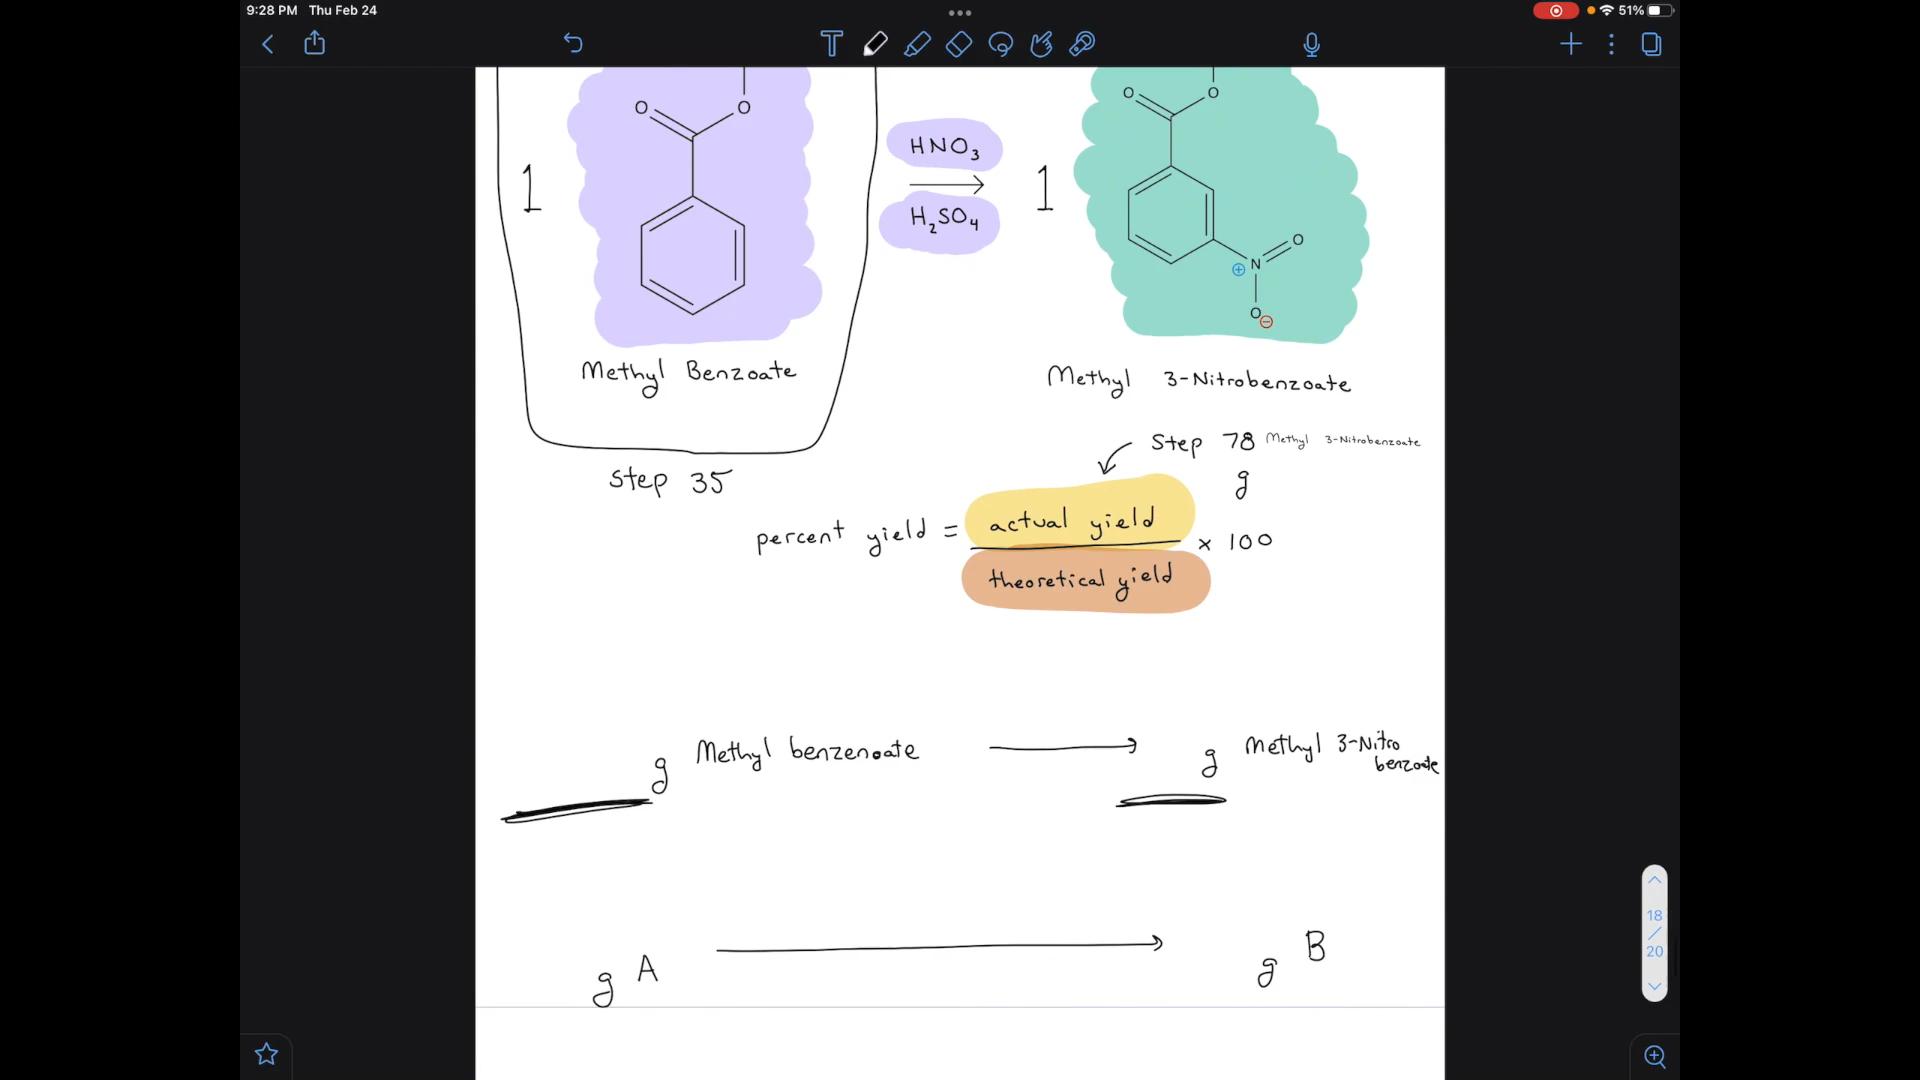 9:28 PM Thu Feb 24
51%
O
O
1
HNO₃
H₂SO₄
1
O
O
N
⊕
O
O
⊖
Methyl Benzoate
Methyl 3-Nitrobenzoate
Step 35
Step 78 Methyl 3-Nitrobenzoate
g
percent yield = actual yield
theoretical yield
x 100
g Methyl benzenoate
g Methyl 3-Nitro
benzoate
g A
g B
18
/
20